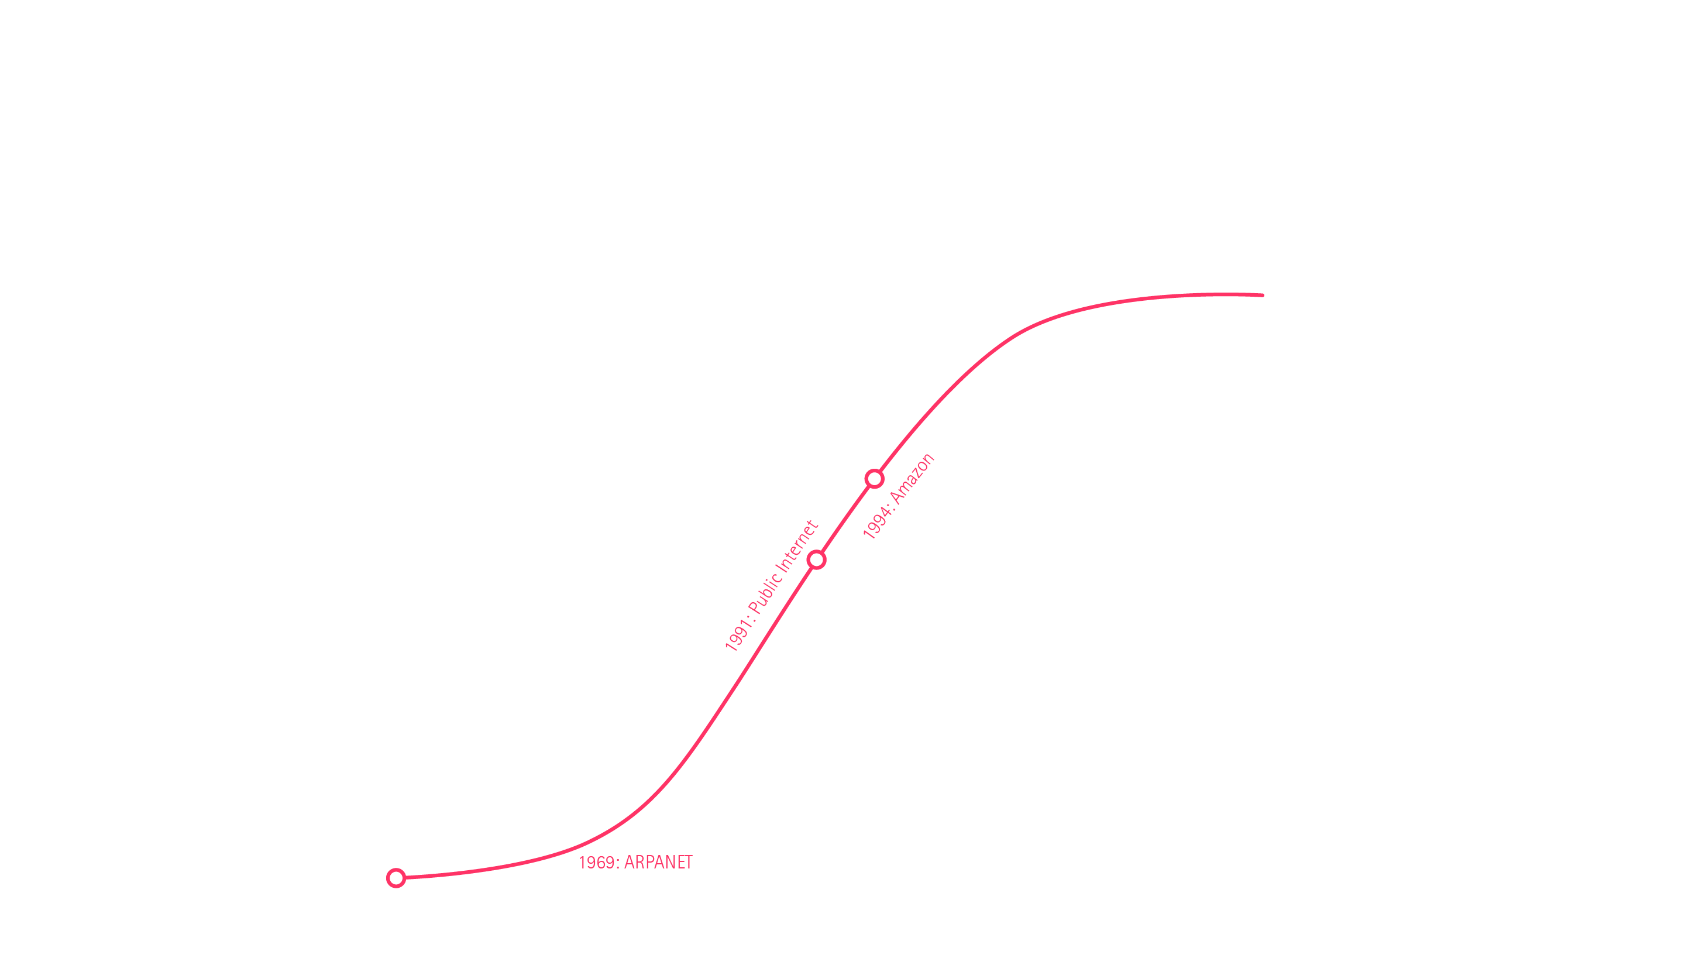 1994: Amazon
1991: Public Internet
1969: ARPANET